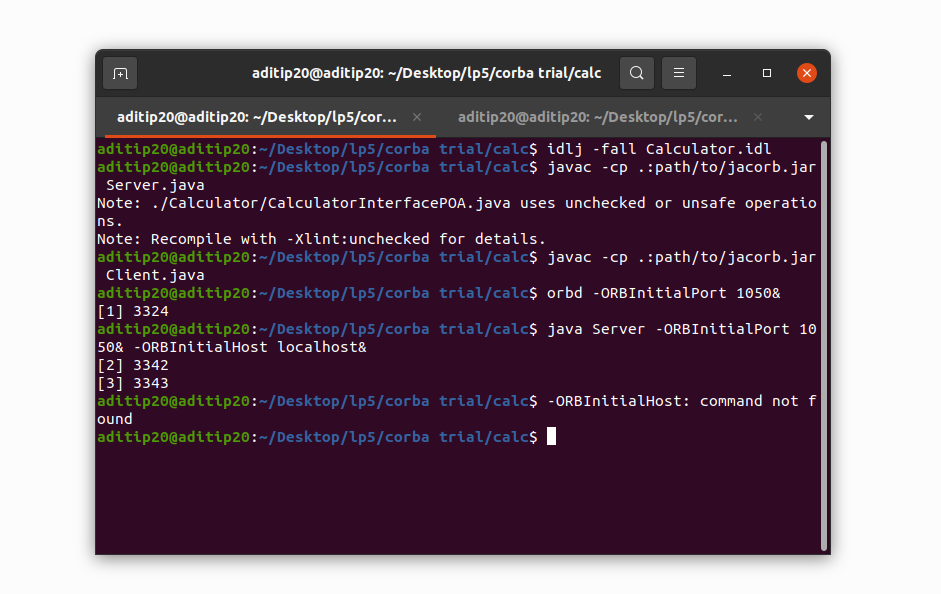 aditip20@aditip20: ~/Desktop/lp5/corba trial/calc
aditip20@aditip20: ~/Desktop/lp5/cor...
aditip20@aditip20: ~/Desktop/lp5/cor...
aditip20@aditip20:~/Desktop/lp5/corba trial/calc$ idlj -fall Calculator.idl
aditip20@aditip20:~/Desktop/lp5/corba trial/calc$ javac -cp .:path/to/jacorb.jar
 Server.java
Note: ./Calculator/CalculatorInterfacePOA.java uses unchecked or unsafe operatio
ns.
Note: Recompile with -Xlint:unchecked for details.
aditip20@aditip20:~/Desktop/lp5/corba trial/calc$ javac -cp .:path/to/jacorb.jar
 Client.java
aditip20@aditip20:~/Desktop/lp5/corba trial/calc$ orbd -ORBInitialPort 1050&
[1] 3324
aditip20@aditip20:~/Desktop/lp5/corba trial/calc$ java Server -ORBInitialPort 10
50& -ORBInitialHost localhost&
[2] 3342
[3] 3343
aditip20@aditip20:~/Desktop/lp5/corba trial/calc$ -ORBInitialHost: command not f
ound
aditip20@aditip20:~/Desktop/lp5/corba trial/calc$